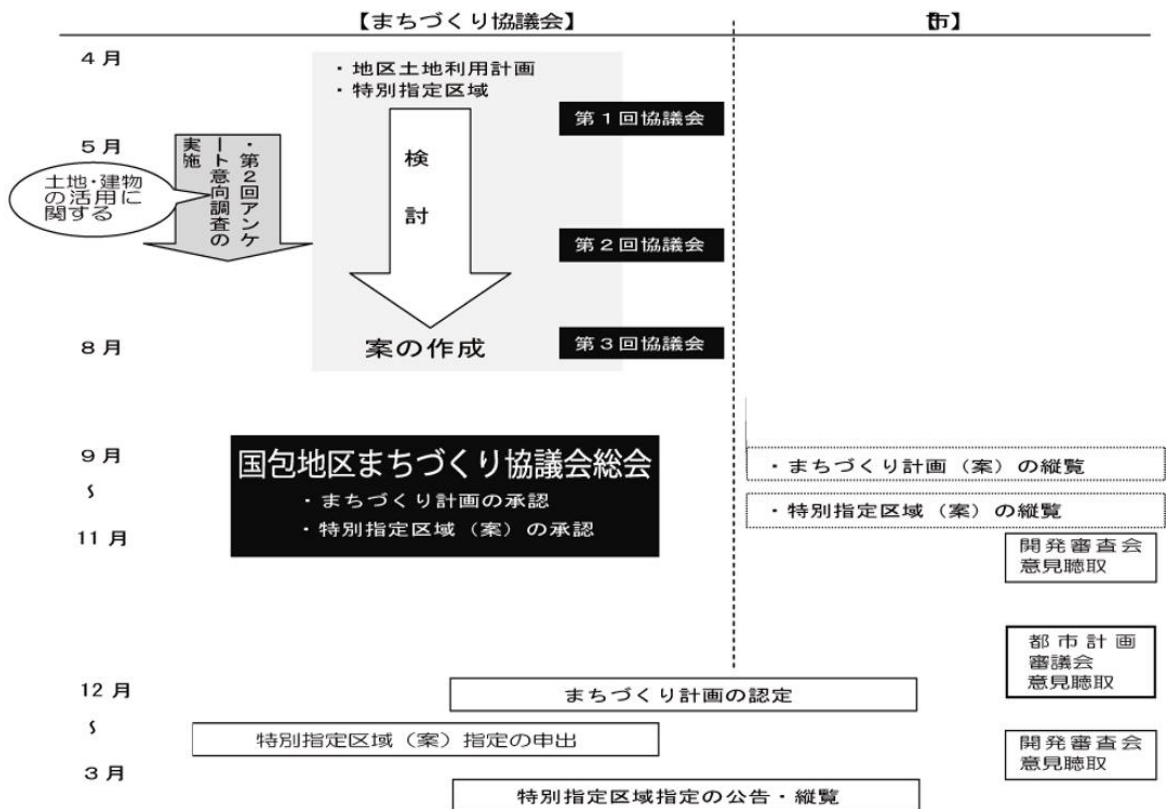 【まちづくり協議会】
【市】
4月
・地区土地利用計画
・特別指定区域
第1回協議会
5月
・第2回アンケ
ート意向調査の
実施
土地・建物
の活用に
関する
検
討
第2回協議会
8月
案の作成
第3回協議会
9月
～
11月
国包地区まちづくり協議会総会
・まちづくり計画の承認
・特別指定区域（案）の承認
・まちづくり計画（案）の縦覧
・特別指定区域（案）の縦覧
開発審査会
意見聴取
都市計画
審議会
意見聴取
12月
～
3月
まちづくり計画の認定
特別指定区域（案）指定の申出
開発審査会
意見聴取
特別指定区域指定の公告・縦覧